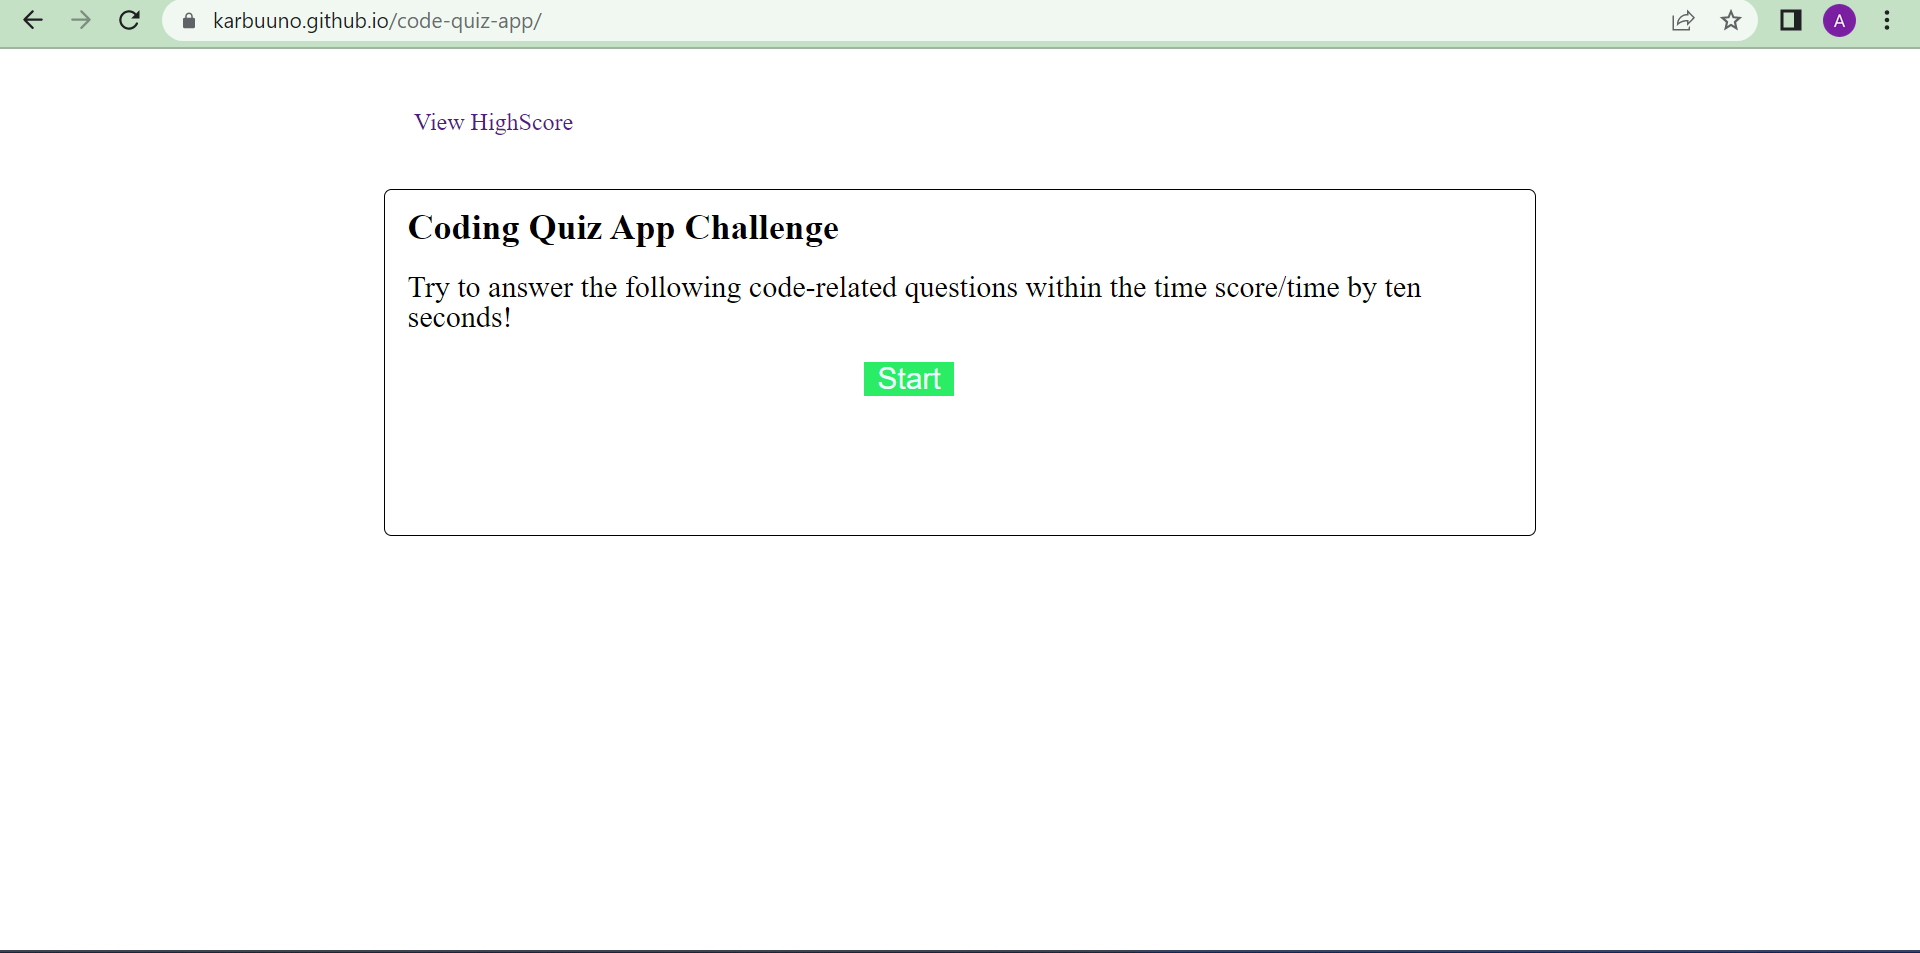 karbuuno.github.io/code-quiz-app/
A
View HighScore
Coding Quiz App Challenge
Try to answer the following code-related questions within the time score/time by ten
seconds!
Start